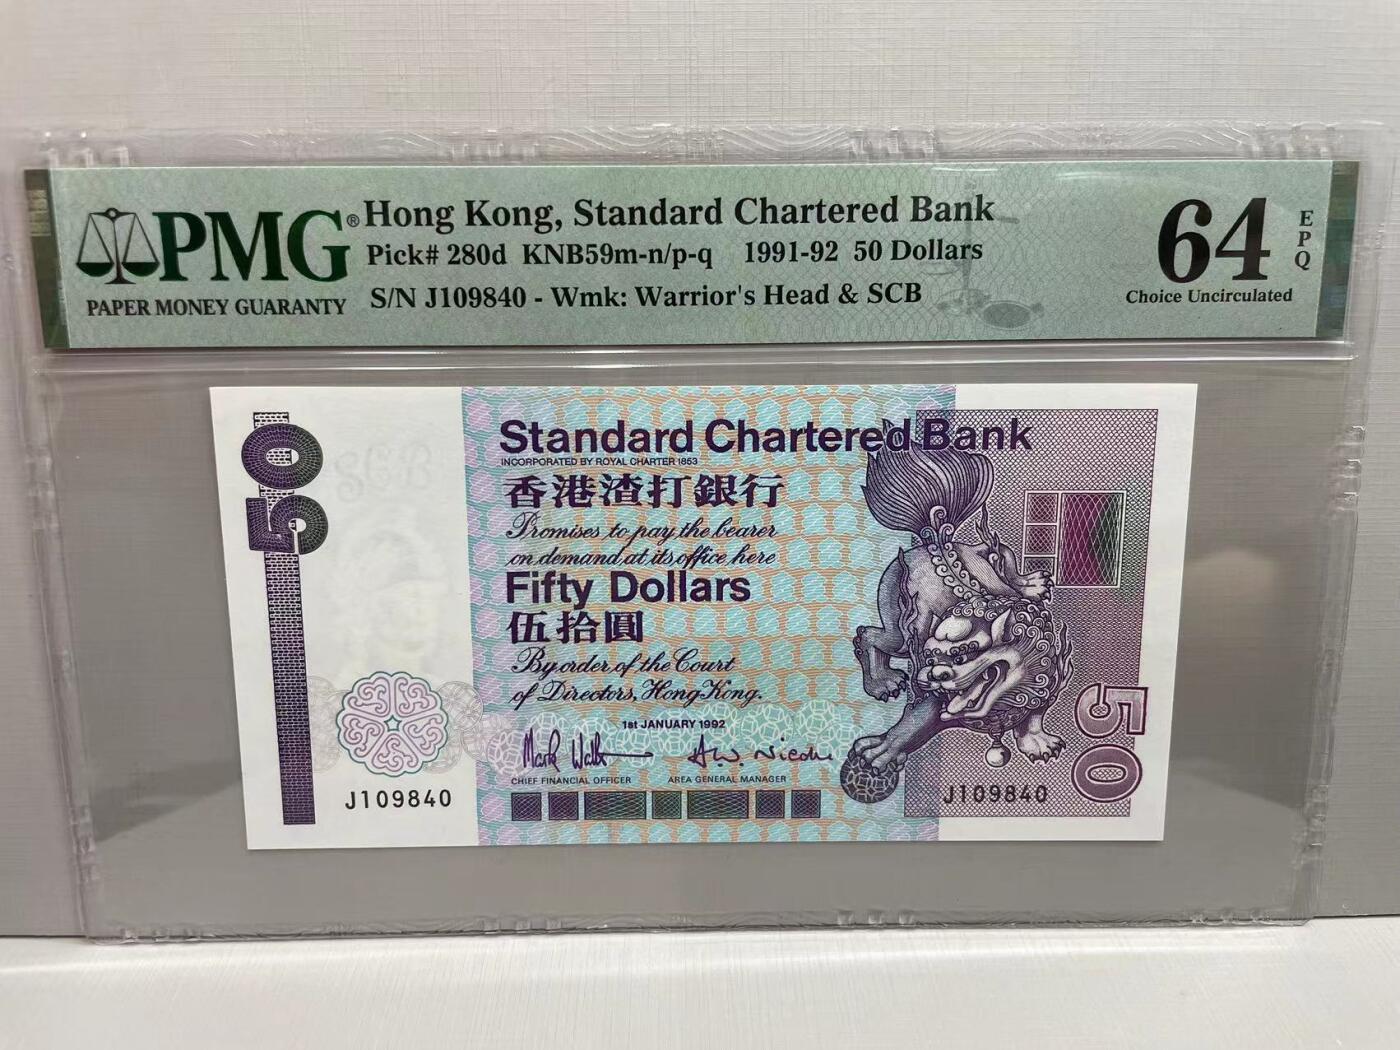 PMG®
PAPER MONEY GUARANTY
Hong Kong, Standard Chartered Bank
Pick# 280d KNB59m-n/p-q 1991-92 50 Dollars
S/N J109840 - Wmk: Warrior's Head & SCB
64
EPQ
Choice Uncirculated
50
SCB
Standard Chartered Bank
INCORPORATED BY ROYAL CHARTER 1853
香港渣打銀行
Promises to pay the bearer
on demand at its office here
Fifty Dollars
伍拾圓
By order of the Court
of Directors, Hong Kong.
1st JANUARY 1992
CHIEF FINANCIAL OFFICER
AREA GENERAL MANAGER
J109840
J109840
50